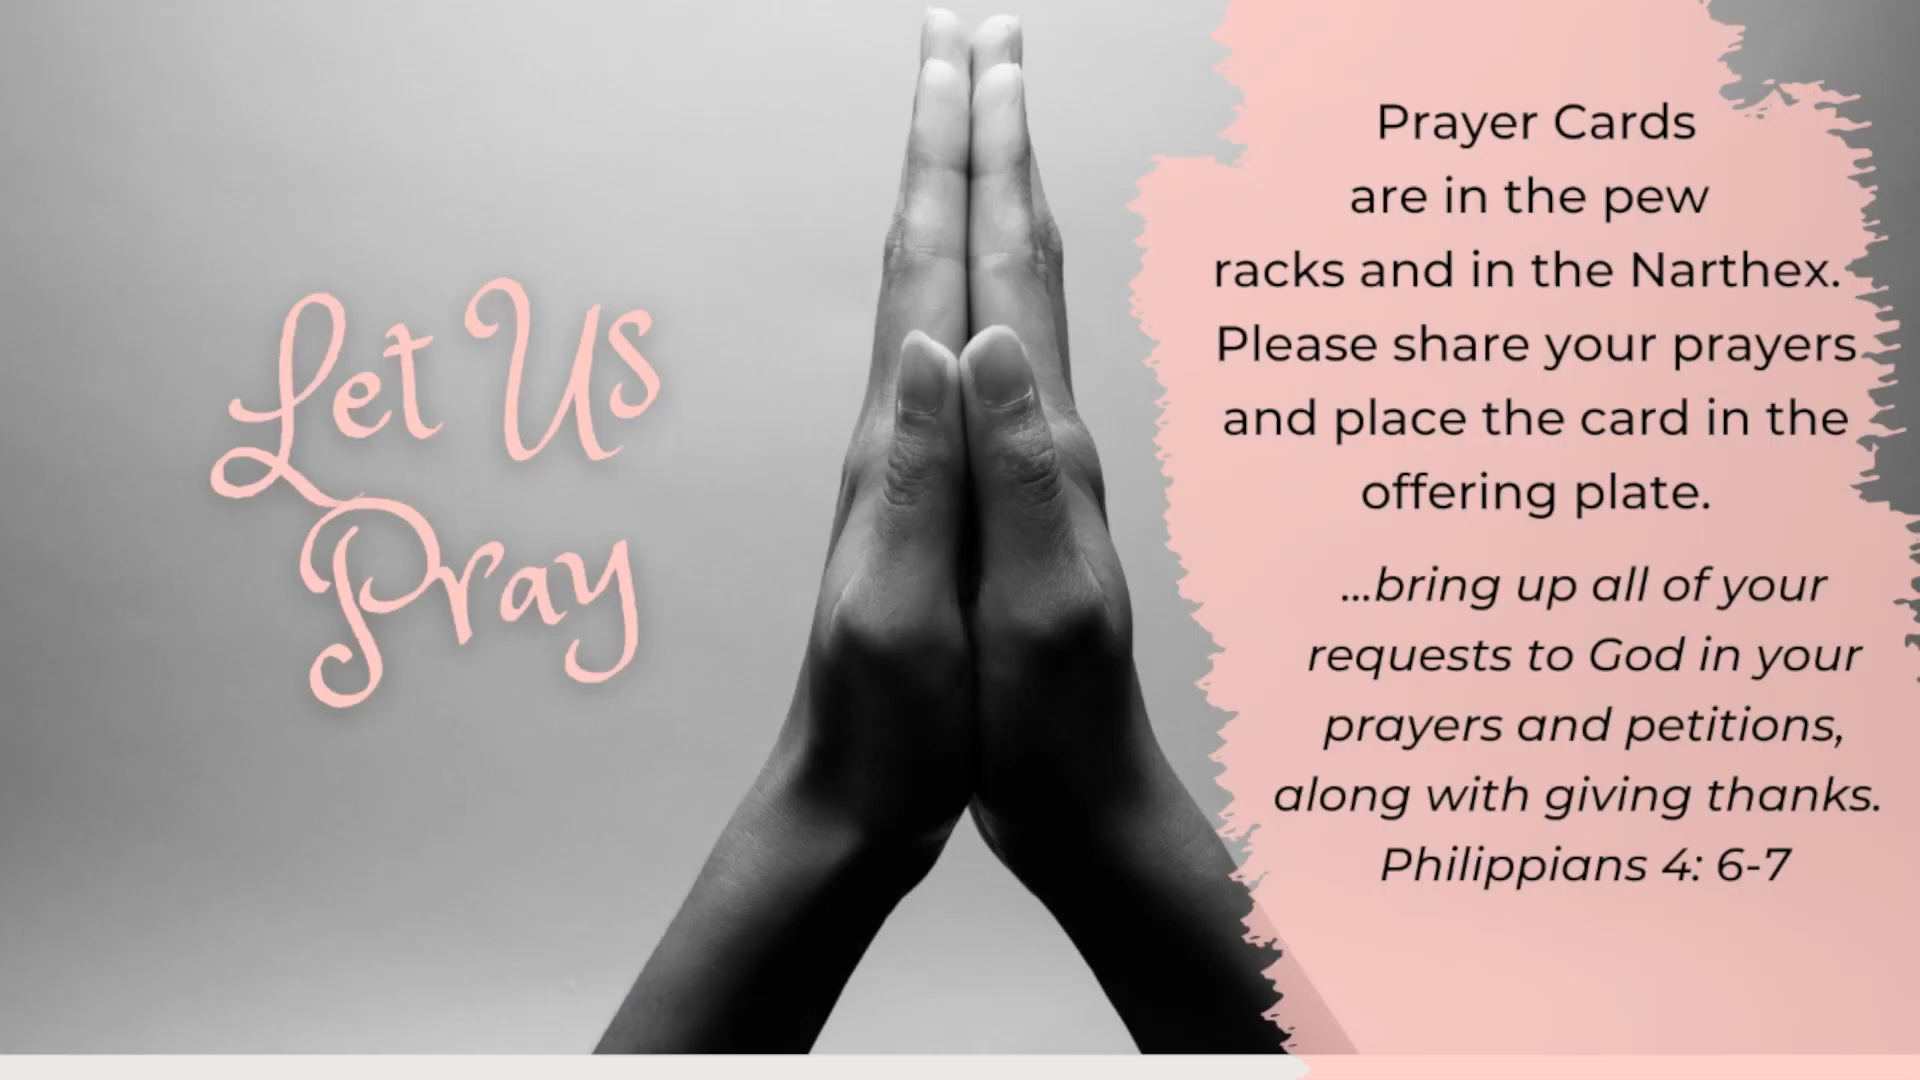 Let Us
Pray
Prayer Cards
are in the pew
racks and in the Narthex.
Please share your prayers
and place the card in the
offering plate.
...bring up all of your
requests to God in your
prayers and petitions,
along with giving thanks.
Philippians 4: 6-7